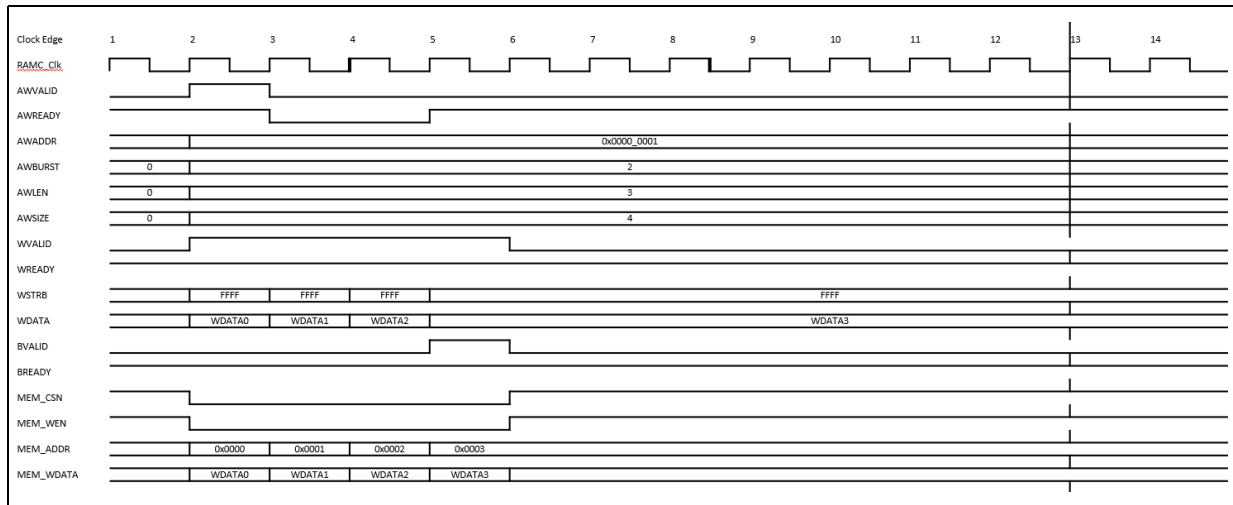 Clock Edge 1 2 3 4 5 6 7 8 9 10 11 12 13 14
RAMC_Clk
AWVALID
AWREADY
AWADDR 0x0000_0001
AWBURST 0 2
AWLEN 0 3
AWSIZE 0 4
WVALID
WREADY
WSTRB FFFF FFFF FFFF FFFF
WDATA WDATA0 WDATA1 WDATA2 WDATA3
BVALID
BREADY
MEM_CSN
MEM_WEN
MEM_ADDR 0x0000 0x0001 0x0002 0x0003
MEM_WDATA WDATA0 WDATA1 WDATA2 WDATA3